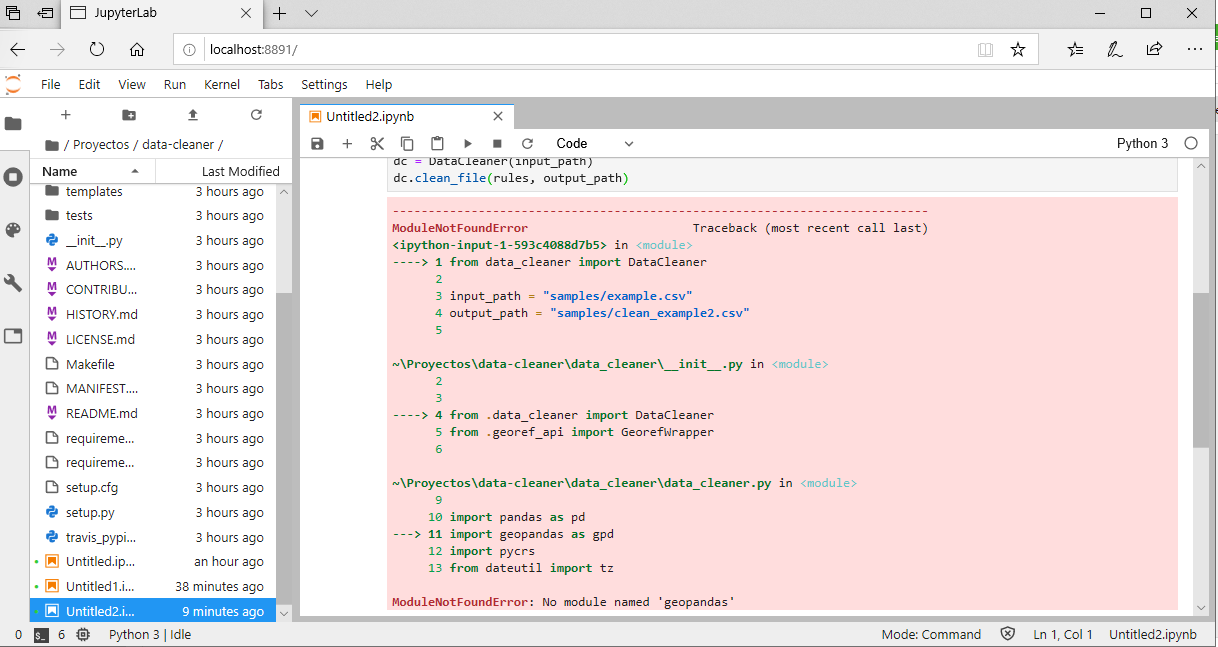 JupyterLab
localhost:8891/
File Edit View Run Kernel Tabs Settings Help
/ Proyectos / data-cleaner /
Name Last Modified
templates 3 hours ago
tests 3 hours ago
__init__.py 3 hours ago
AUTHORS.... 3 hours ago
CONTRIBU... 3 hours ago
HISTORY.md 3 hours ago
LICENSE.md 3 hours ago
Makefile 3 hours ago
MANIFEST.... 3 hours ago
README.md 3 hours ago
requireme... 3 hours ago
requireme... 3 hours ago
setup.cfg 3 hours ago
setup.py 3 hours ago
travis_pypi... 3 hours ago
Untitled.ip... an hour ago
Untitled1.i... 38 minutes ago
Untitled2.i... 9 minutes ago
Untitled2.ipynb
Code Python 3
dc = DataCleaner(input_path)
dc.clean_file(rules, output_path)
---------------------------------------------------------------------------
ModuleNotFoundError                       Traceback (most recent call last)
<ipython-input-1-593c4088d7b5> in <module>
----> 1 from data_cleaner import DataCleaner
      2
      3 input_path = "samples/example.csv"
      4 output_path = "samples/clean_example2.csv"
      5
~\Proyectos\data-cleaner\data_cleaner\__init__.py in <module>
      2
      3
----> 4 from .data_cleaner import DataCleaner
      5 from .georef_api import GeorefWrapper
      6
~\Proyectos\data-cleaner\data_cleaner\data_cleaner.py in <module>
      9
     10 import pandas as pd
---> 11 import geopandas as gpd
     12 import pycrs
     13 from dateutil import tz
ModuleNotFoundError: No module named 'geopandas'
0 $_ 6 Python 3 | Idle Mode: Command Ln 1, Col 1 Untitled2.ipynb